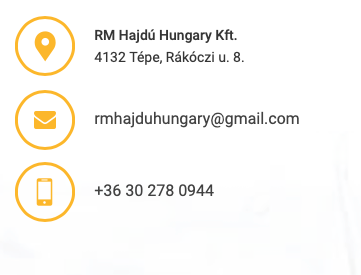 RM Hajdú Hungary Kft.
4132 Tépe, Rákóczi u. 8.
rmhajduhungary@gmail.com
+36 30 278 0944